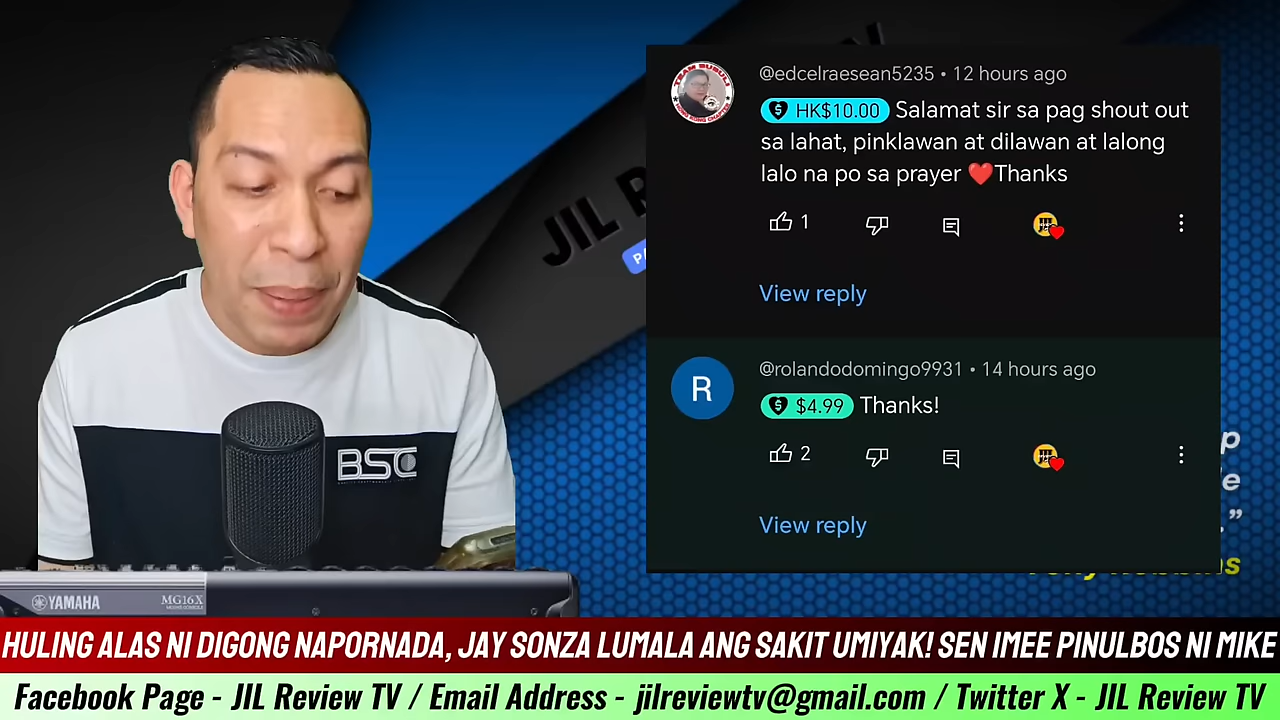 JIL R
@edcelraesean5235 • 12 hours ago
HK$10.00 Salamat sir sa pag shout out
sa lahat, pinklawan at dilawan at lalong
lalo na po sa prayer ❤️Thanks
1
View reply
@rolandodomingo9931 • 14 hours ago
R
$4.99 Thanks!
2
View reply
BSC
YAMAHA
MG16X
HULING ALAS NI DIGONG NAPORNADA, JAY SONZA LUMALA ANG SAKIT UMIYAK! SEN IMEE PINULBOS NI MIKE
Facebook Page - JIL Review TV / Email Address - jilreviewtv@gmail.com / Twitter X - JIL Review TV